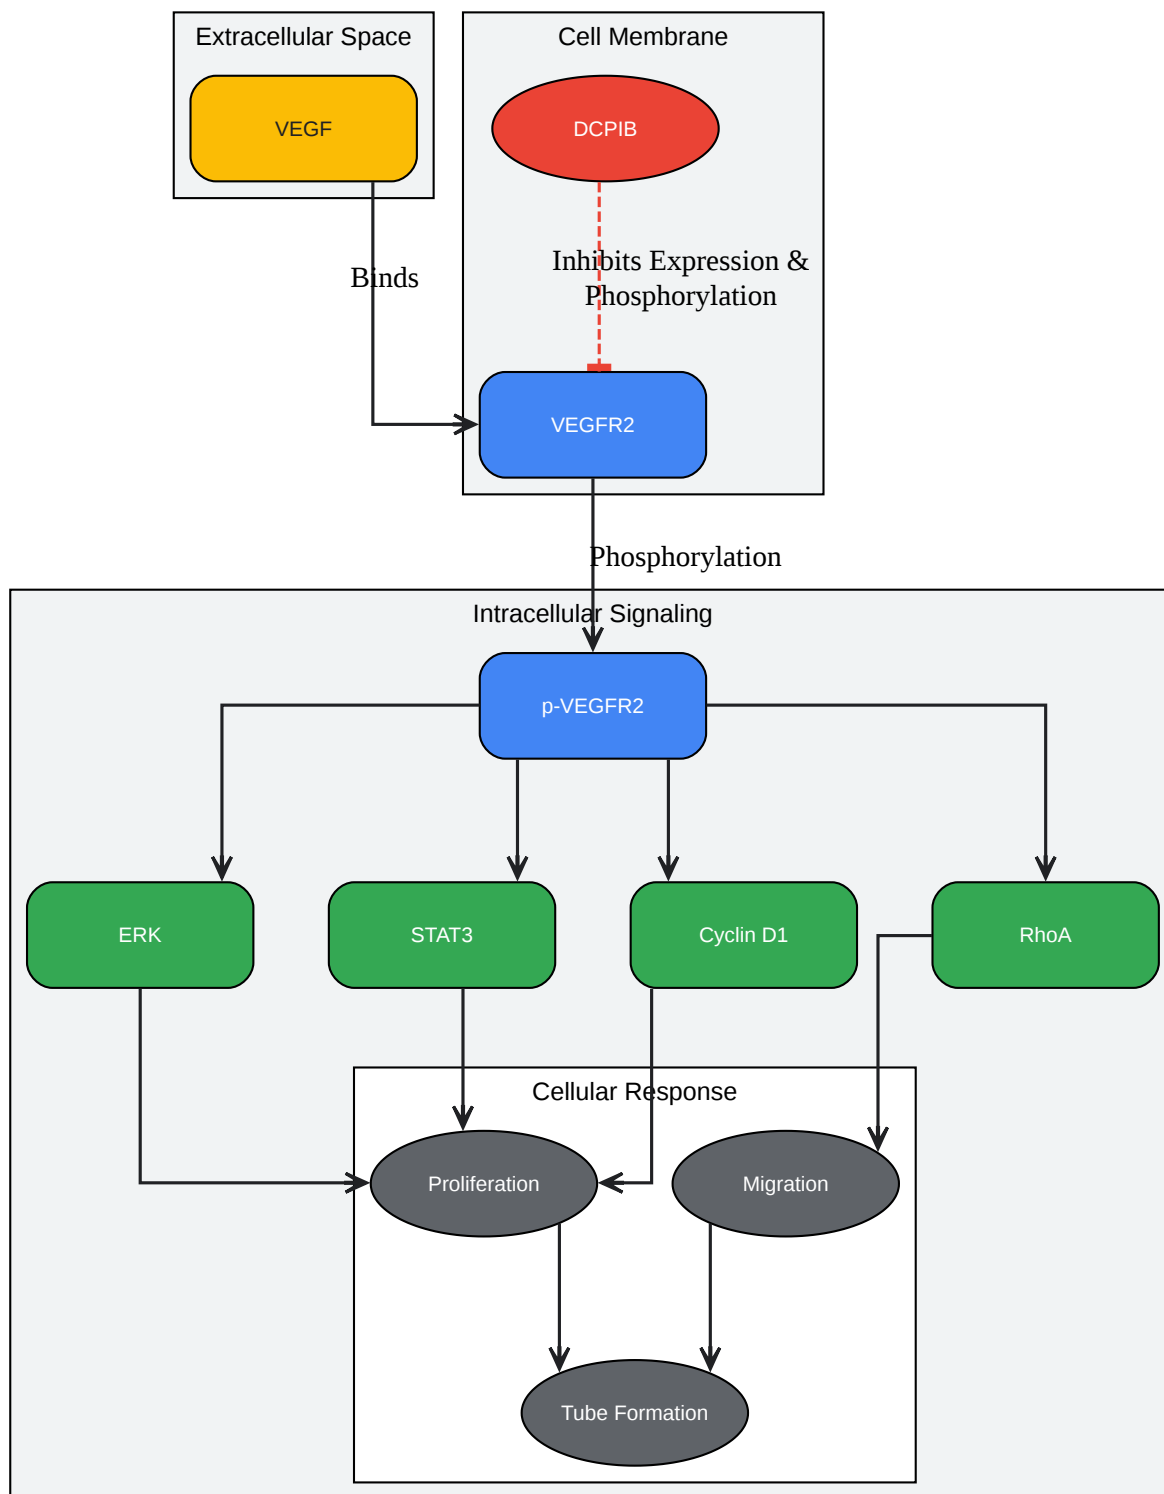 Extracellular Space
Cell Membrane
VEGF
DCPIB
Inhibits Expression &
Phosphorylation
Binds
VEGFR2
Phosphorylation
Intracellular Signaling
p-VEGFR2
ERK
STAT3
Cyclin D1
RhoA
Cellular Response
Proliferation
Migration
Tube Formation